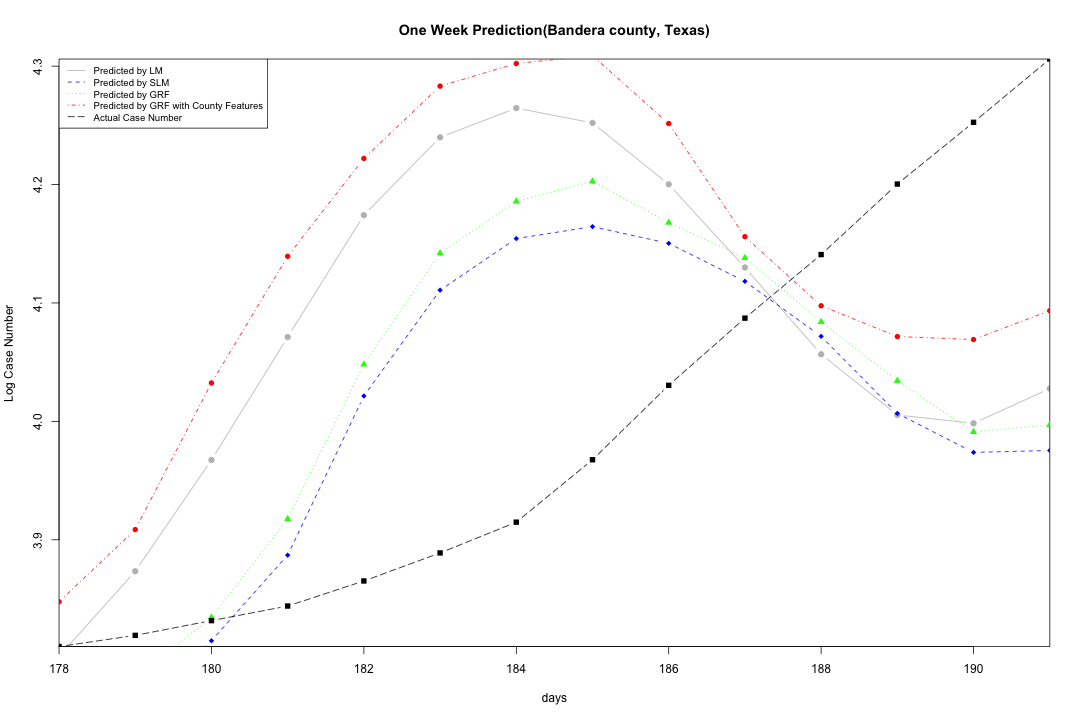 One Week Prediction(Bandera county, Texas)
Predicted by LM
Predicted by SLM
Predicted by GRF
Predicted by GRF with County Features
Actual Case Number
Log Case Number
4.3
4.2
4.1
4.0
3.9
178 180 182 184 186 188 190
days